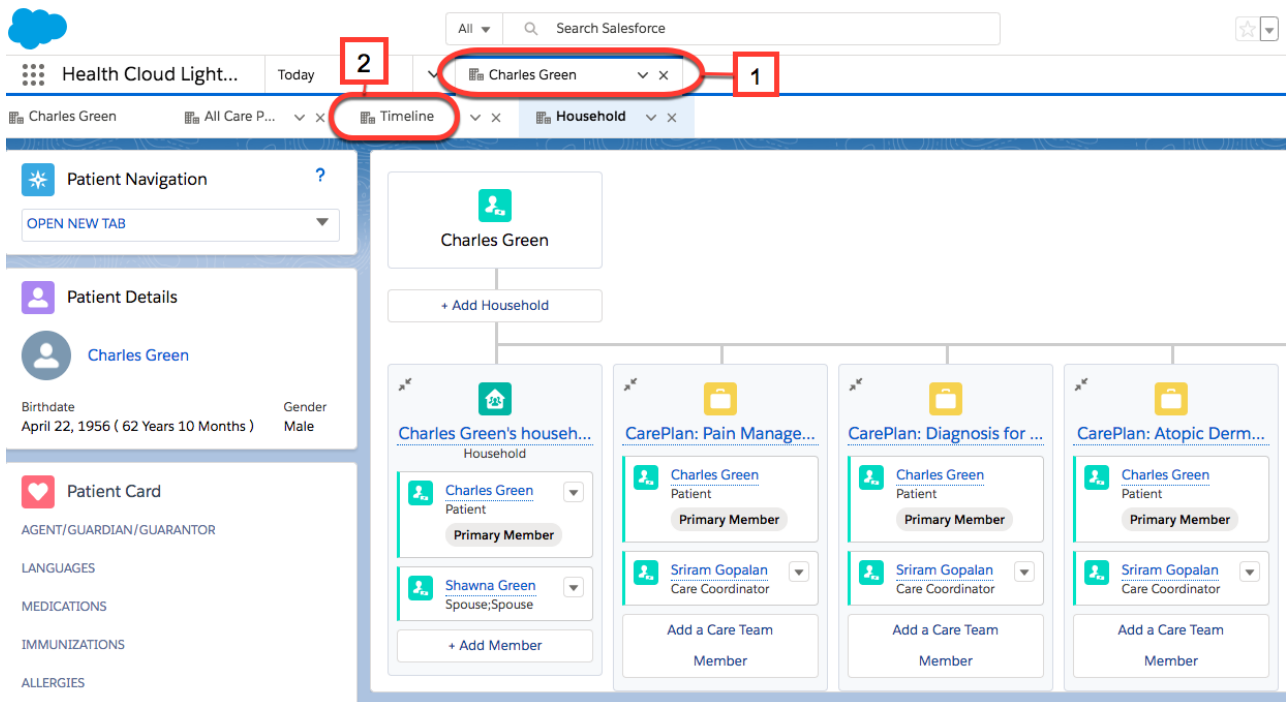 All
Search Salesforce
2
Health Cloud Light...
Today
Charles Green
1
Charles Green
All Care P...
Timeline
Household
Patient Navigation
?
OPEN NEW TAB
Patient Details
Charles Green
Birthdate
Gender
April 22, 1956 ( 62 Years 10 Months )
Male
Patient Card
AGENT/GUARDIAN/GUARANTOR
LANGUAGES
MEDICATIONS
IMMUNIZATIONS
ALLERGIES
Charles Green
+ Add Household
Charles Green's househ...
Household
Charles Green
Patient
Primary Member
Shawna Green
Spouse;Spouse
+ Add Member
CarePlan: Pain Manage...
Charles Green
Patient
Primary Member
Sriram Gopalan
Care Coordinator
Add a Care Team
Member
CarePlan: Diagnosis for ...
Charles Green
Patient
Primary Member
Sriram Gopalan
Care Coordinator
Add a Care Team
Member
CarePlan: Atopic Derm...
Charles Green
Patient
Primary Member
Sriram Gopalan
Care Coordinator
Add a Care Team
Member